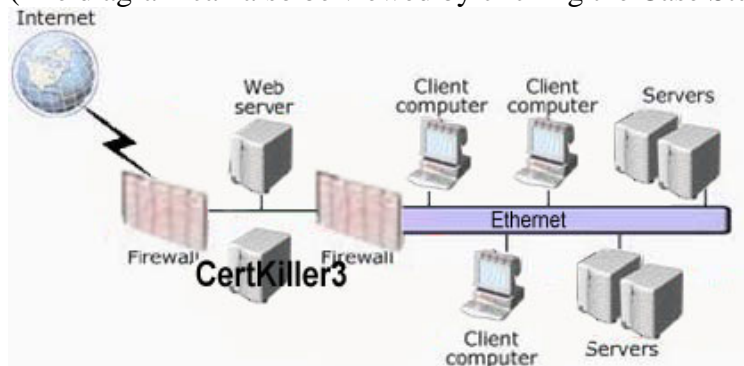 Internet
Web
server
Client
computer
Client
computer
Servers
Ethernet
Firewall
CertKiller3
Firewall
Client
computer
Servers